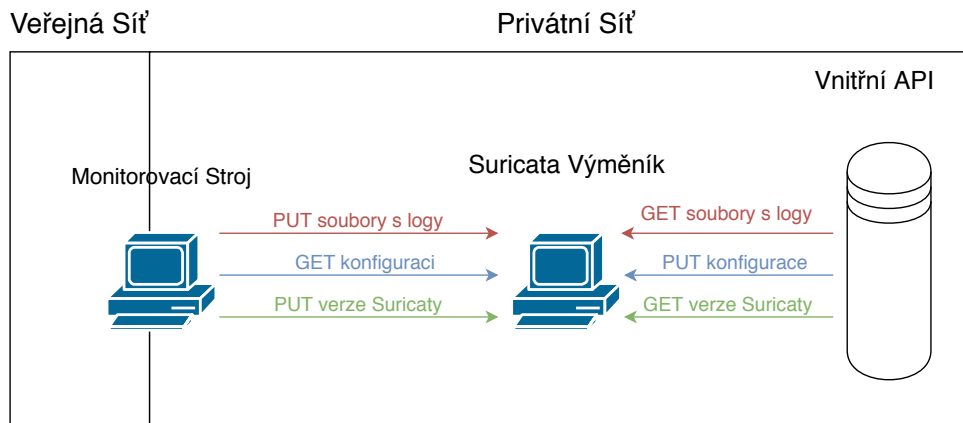 Veřejná Síť
Privátní Síť
Vnitřní API
Monitorovací Stroj
Suricata Výměník
PUT soubory s logy
GET soubory s logy
GET konfiguraci
PUT konfigurace
PUT verze Suricaty
GET verze Suricaty